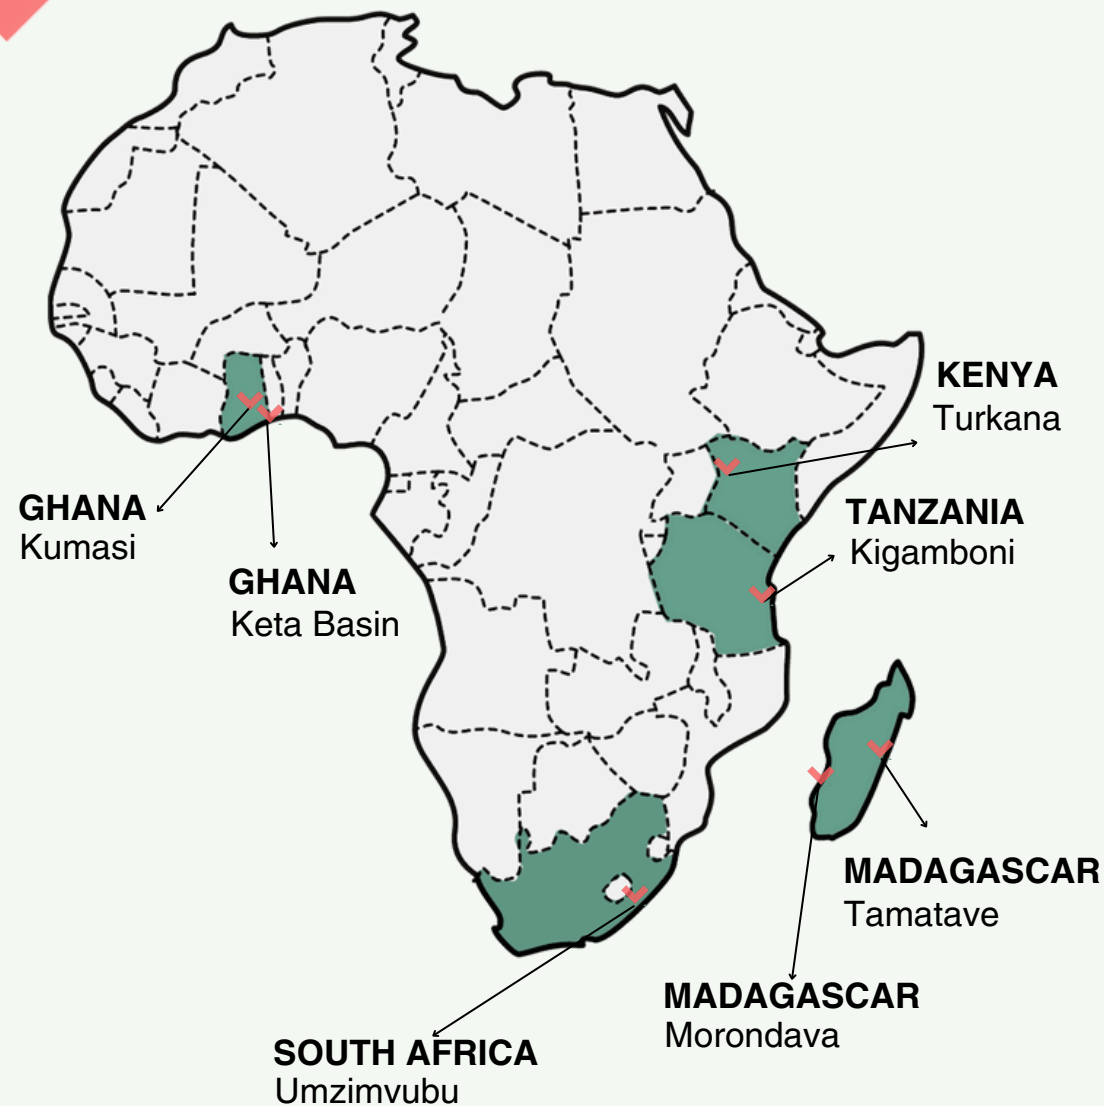 KENYA
Turkana
GHANA
Kumasi
TANZANIA
Kigamboni
GHANA
Keta Basin
MADAGASCAR
Tamatave
MADAGASCAR
Morondava
SOUTH AFRICA
Umzimvubu